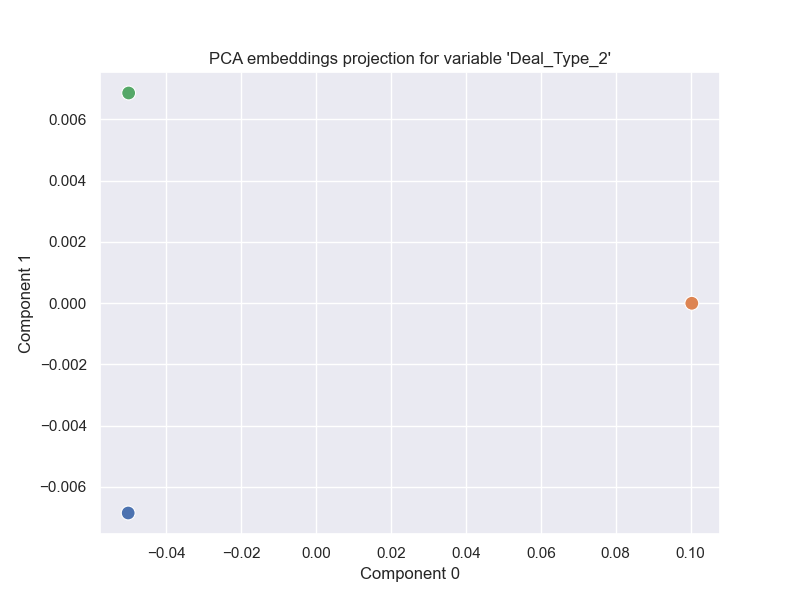 PCA embeddings projection for variable 'Deal_Type_2'
0.006
0.004
0.002
0.000
−0.002
−0.004
−0.006
Component 1
−0.04 −0.02 0.00 0.02 0.04 0.06 0.08 0.10
Component 0